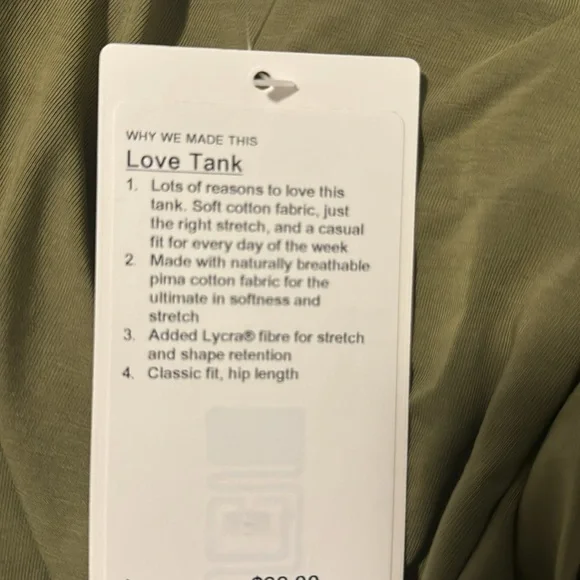 WHY WE MADE THIS
Love Tank
1. Lots of reasons to love this
tank. Soft cotton fabric, just
the right stretch, and a casual
fit for every day of the week
2. Made with naturally breathable
pima cotton fabric for the
ultimate in softness and
stretch
3. Added Lycra® fibre for stretch
and shape retention
4. Classic fit, hip length